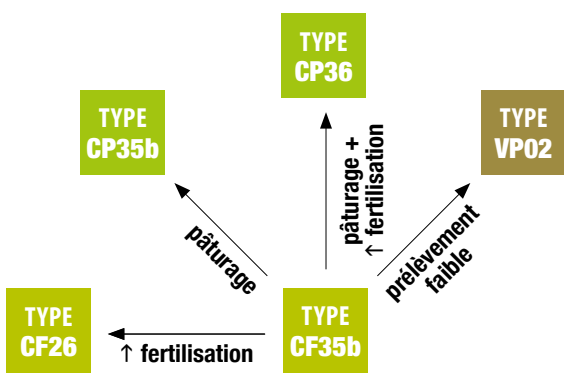 TYPE
CP36
TYPE
CP35b
TYPE
VP02
pâturage +
↑ fertilisation
pâturage
prélèvement
faible
TYPE
CF26
↑ fertilisation
TYPE
CF35b